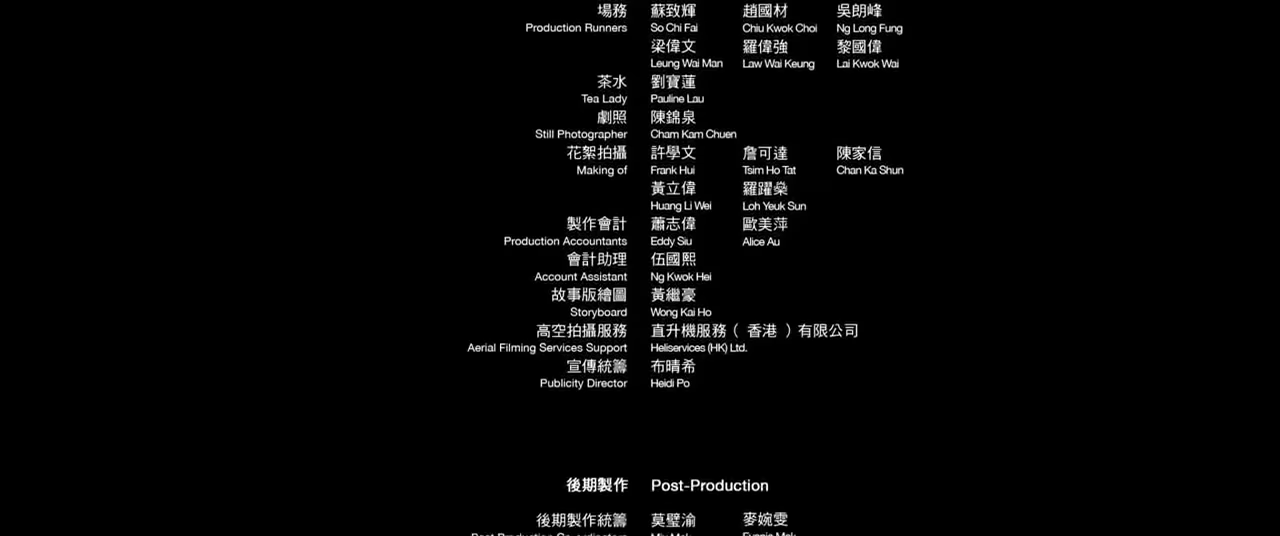 場務 蘇致輝 趙國材 吳朗峰
Production Runners So Chi Fai Chiu Kwok Choi Ng Long Fung
梁偉文 羅偉強 黎國偉
Leung Wai Man Law Wai Keung Lai Kwok Wai
茶水 劉寶蓮
Tea Lady Pauline Lau
劇照 陳錦泉
Still Photographer Cham Kam Chuen
花絮拍攝 許學文 詹可達 陳家信
Making of Frank Hui Tsim Ho Tat Chan Ka Shun
黃立偉 羅躍燊
Huang Li Wei Loh Yeuk Sun
製作會計 蕭志偉 歐美萍
Production Accountants Eddy Siu Alice Au
會計助理 伍國熙
Account Assistant Ng Kwok Hei
故事版繪圖 黃繼豪
Storyboard Wong Kai Ho
高空拍攝服務 直升機服務（ 香港 ）有限公司
Aerial Filming Services Support Heliservices (HK) Ltd.
宣傳統籌 布晴希
Publicity Director Heidi Po
後期製作 Post-Production
後期製作統籌 莫璧渝 麥婉雯